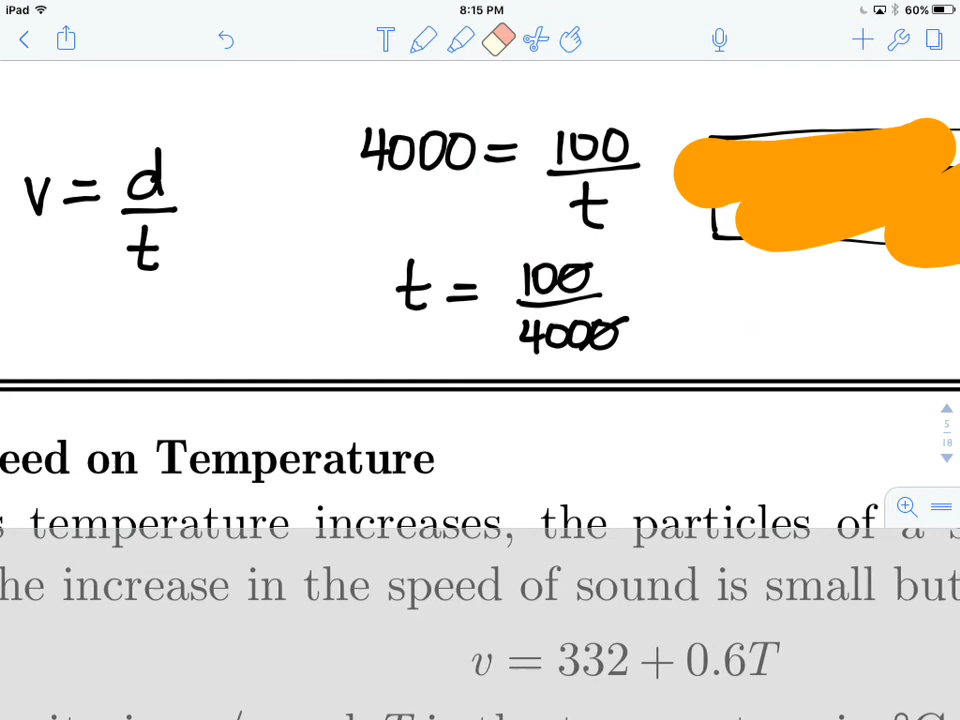 iPad 8:15 PM 60%
T
v = d/t
4000 = 100/t
t = 100/4000
5
18
eed on Temperature
s temperature increases, the particles of a s
he increase in the speed of sound is small but
v = 332 + 0.6T